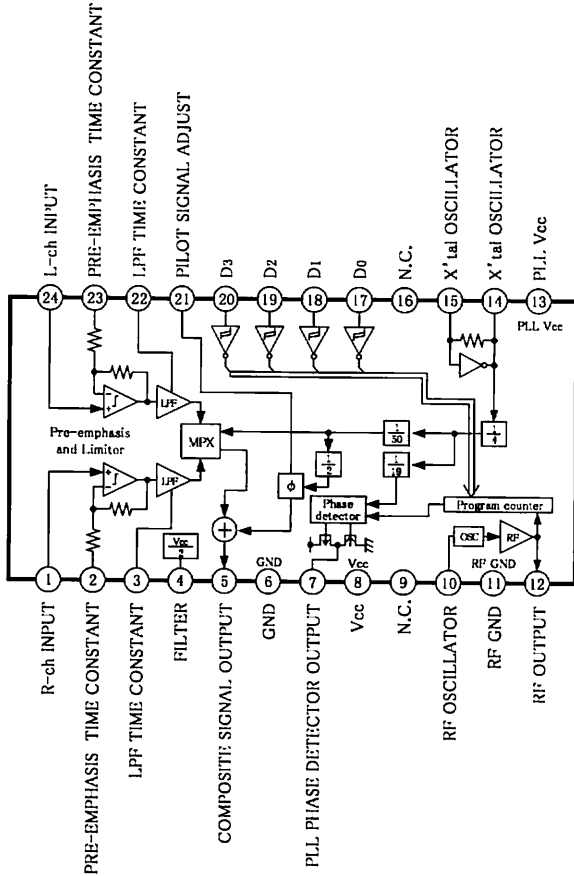 L-ch INPUT
PRE-EMPHASIS TIME CONSTANT
LPF TIME CONSTANT
PILOT SIGNAL ADJUST
D3
D2
D1
D0
N.C.
X'tal OSCILLATOR
X'tal OSCILLATOR
PLL Vcc
24
23
22
21
20
19
18
17
16
15
14
13
PLL Vcc
Pre-emphasis
and Limitor
LPF
LPF
MPX
1/2
1/50
1/19
1/4
ϕ
+
Phase
detector
Program counter
OSC
RF
Vcc
GND
Vcc
RF GND
1
2
3
4
5
6
7
8
9
10
11
12
R-ch INPUT
PRE-EMPHASIS TIME CONSTANT
LPF TIME CONSTANT
FILTER
COMPOSITE SIGNAL OUTPUT
GND
PLL PHASE DETECTOR OUTPUT
Vcc
N.C.
RF OSCILLATOR
RF GND
RF OUTPUT